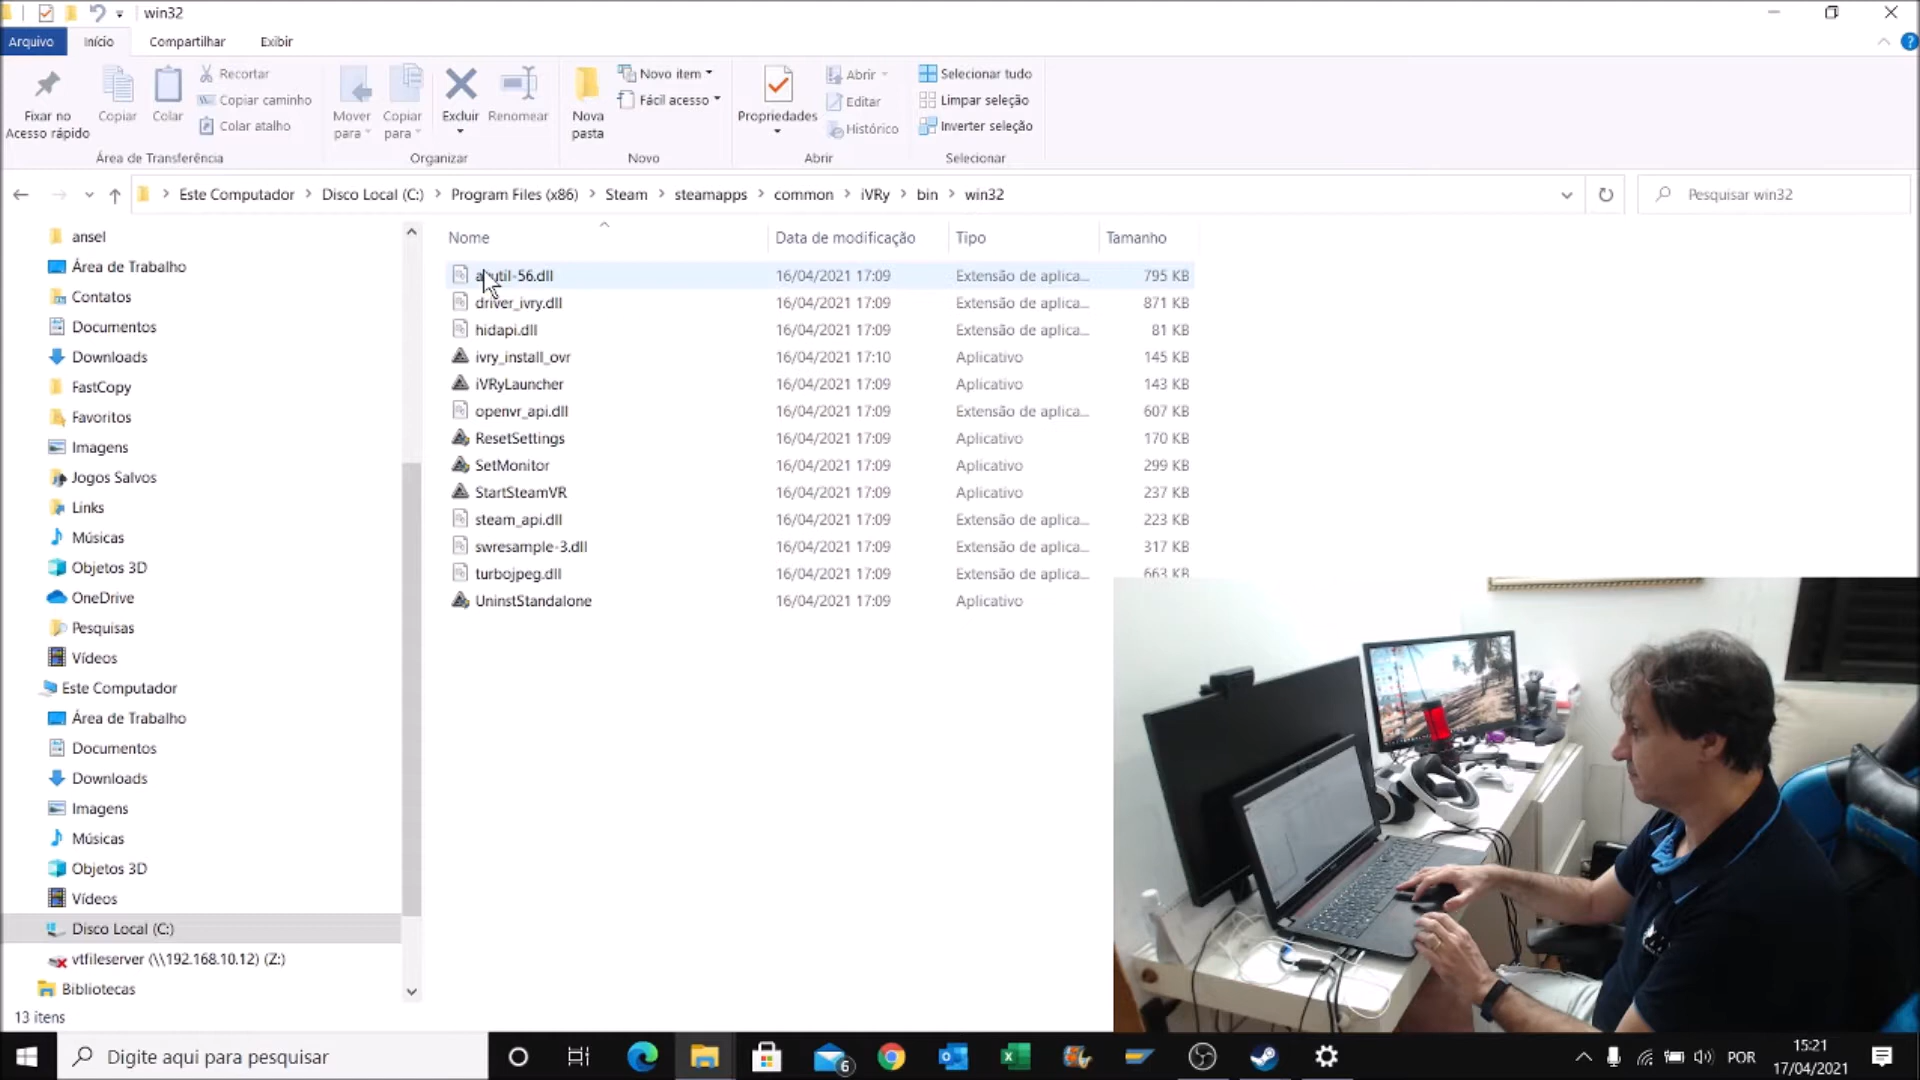 win32
Arquivo Início Compartilhar Exibir
Fixar no Acesso rápido
Copiar
Colar
Recortar
Copiar caminho
Colar atalho
Área de Transferência
Mover para
Copiar para
Excluir
Renomear
Organizar
Nova pasta
Novo item
Fácil acesso
Novo
Propriedades
Abrir
Editar
Histórico
Abrir
Selecionar tudo
Limpar seleção
Inverter seleção
Selecionar
Este Computador > Disco Local (C:) > Program Files (x86) > Steam > steamapps > common > iVRy > bin > win32
Pesquisar win32
ansel
Área de Trabalho
Contatos
Documentos
Downloads
FastCopy
Favoritos
Imagens
Jogos Salvos
Links
Músicas
Objetos 3D
OneDrive
Pesquisas
Vídeos
Este Computador
Área de Trabalho
Documentos
Downloads
Imagens
Músicas
Objetos 3D
Vídeos
Disco Local (C:)
vtfileserver (\\192.168.10.12) (Z:)
Bibliotecas
13 itens
Nome Data de modificação Tipo Tamanho
16/04/2021 17:09 Extensão de aplica... 795 KB
driver_ivry.dll 16/04/2021 17:09 Extensão de aplica... 871 KB
hidapi.dll 16/04/2021 17:09 Extensão de aplica... 81 KB
ivry_install_ovr 16/04/2021 17:10 Aplicativo 145 KB
iVRyLauncher 16/04/2021 17:09 Aplicativo 143 KB
openvr_api.dll 16/04/2021 17:09 Extensão de aplica... 607 KB
ResetSettings 16/04/2021 17:09 Aplicativo 170 KB
SetMonitor 16/04/2021 17:09 Aplicativo 299 KB
StartSteamVR 16/04/2021 17:09 Aplicativo 237 KB
steam_api.dll 16/04/2021 17:09 Extensão de aplica... 223 KB
swresample-3.dll 16/04/2021 17:09 Extensão de aplica... 317 KB
turbojpeg.dll 16/04/2021 17:09 Extensão de aplica... 663 KB
UninstStandalone 16/04/2021 17:09 Aplicativo
Digite aqui para pesquisar
6
POR
15:21
17/04/2021